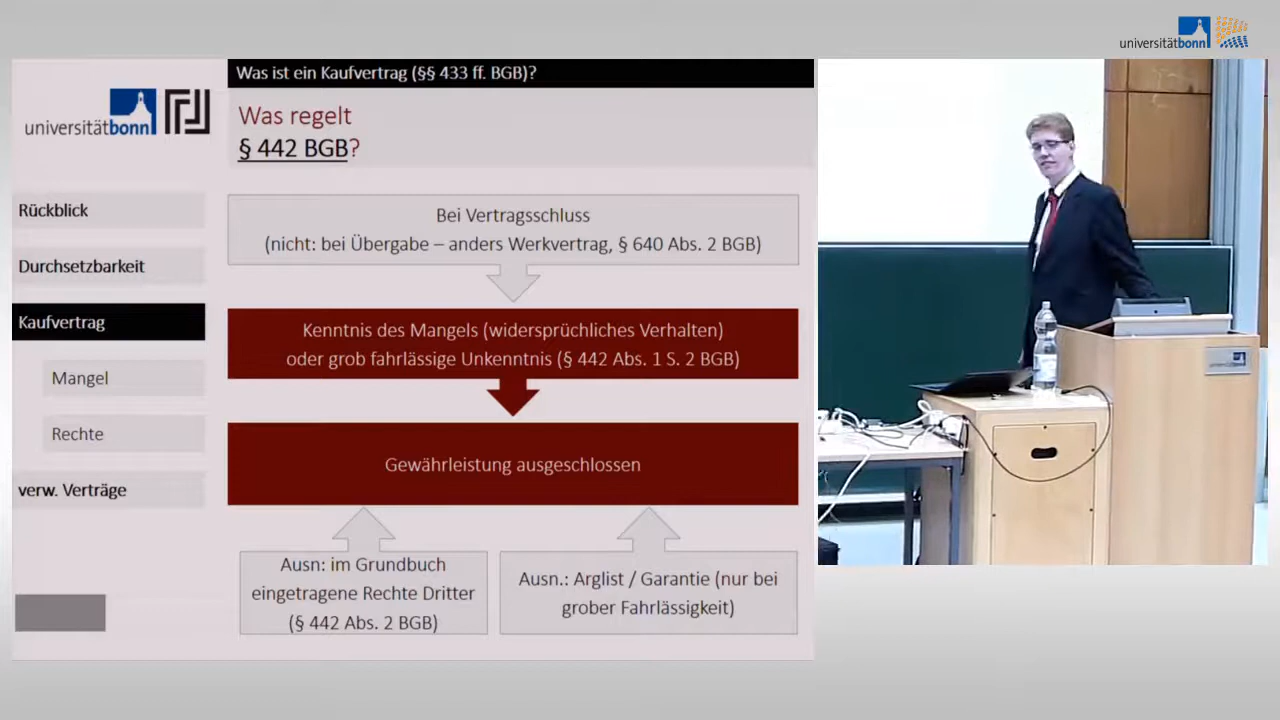 universitätbonn
Was ist ein Kaufvertrag (§§ 433 ff. BGB)?
universitätbonn
Was regelt
§ 442 BGB?
Rückblick
Durchsetzbarkeit
Kaufvertrag
Mangel
Rechte
verw. Verträge
Bei Vertragsschluss
(nicht: bei Übergabe – anders Werkvertrag, § 640 Abs. 2 BGB)
Kenntnis des Mangels (widersprüchliches Verhalten)
oder grob fahrlässige Unkenntnis (§ 442 Abs. 1 S. 2 BGB)
Gewährleistung ausgeschlossen
Ausn: im Grundbuch
eingetragene Rechte Dritter
(§ 442 Abs. 2 BGB)
Ausn.: Arglist / Garantie (nur bei
grober Fahrlässigkeit)